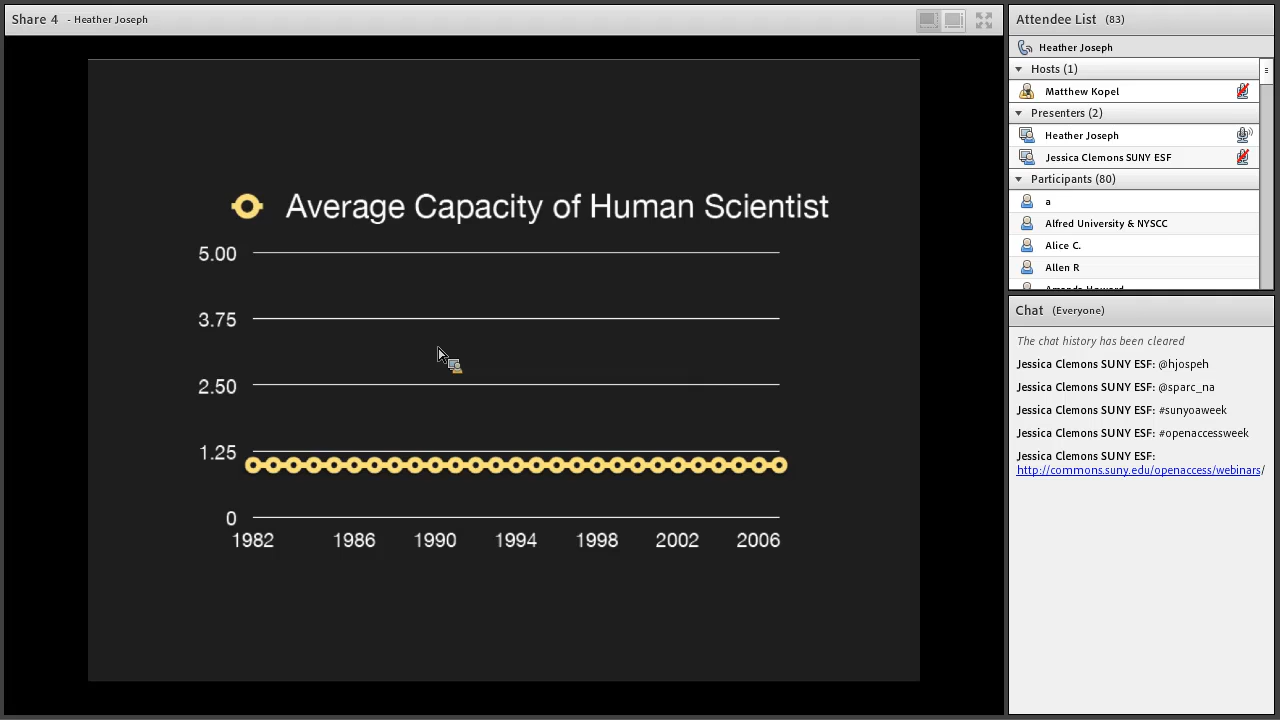 Share 4 - Heather Joseph
Average Capacity of Human Scientist
5.00
3.75
2.50
1.25
0
1982 1986 1990 1994 1998 2002 2006
Attendee List (83)
Heather Joseph
Hosts (1)
Matthew Kopel
Presenters (2)
Heather Joseph
Jessica Clemons SUNY ESF
Participants (80)
a
Alfred University & NYSCC
Alice C.
Allen R
Chat (Everyone)
The chat history has been cleared
Jessica Clemons SUNY ESF: @hjospeh
Jessica Clemons SUNY ESF: @sparc_na
Jessica Clemons SUNY ESF: #sunyoaweek
Jessica Clemons SUNY ESF: #openaccessweek
Jessica Clemons SUNY ESF:
http://commons.suny.edu/openaccess/webinars/